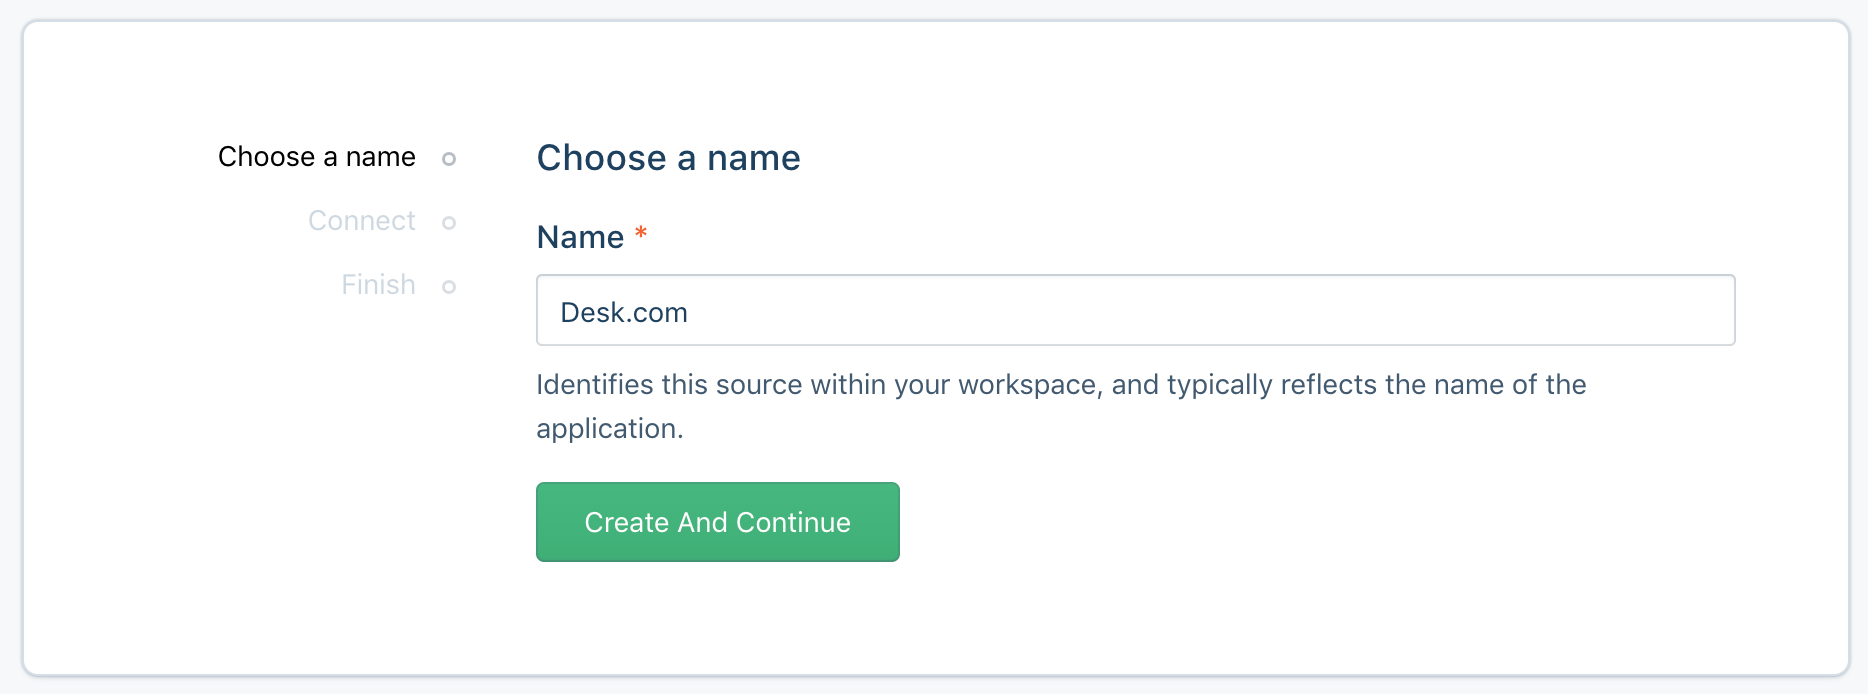 Choose a name
Connect
Finish
Choose a name
Name *
Desk.com
Identifies this source within your workspace, and typically reflects the name of the
application.
Create And Continue